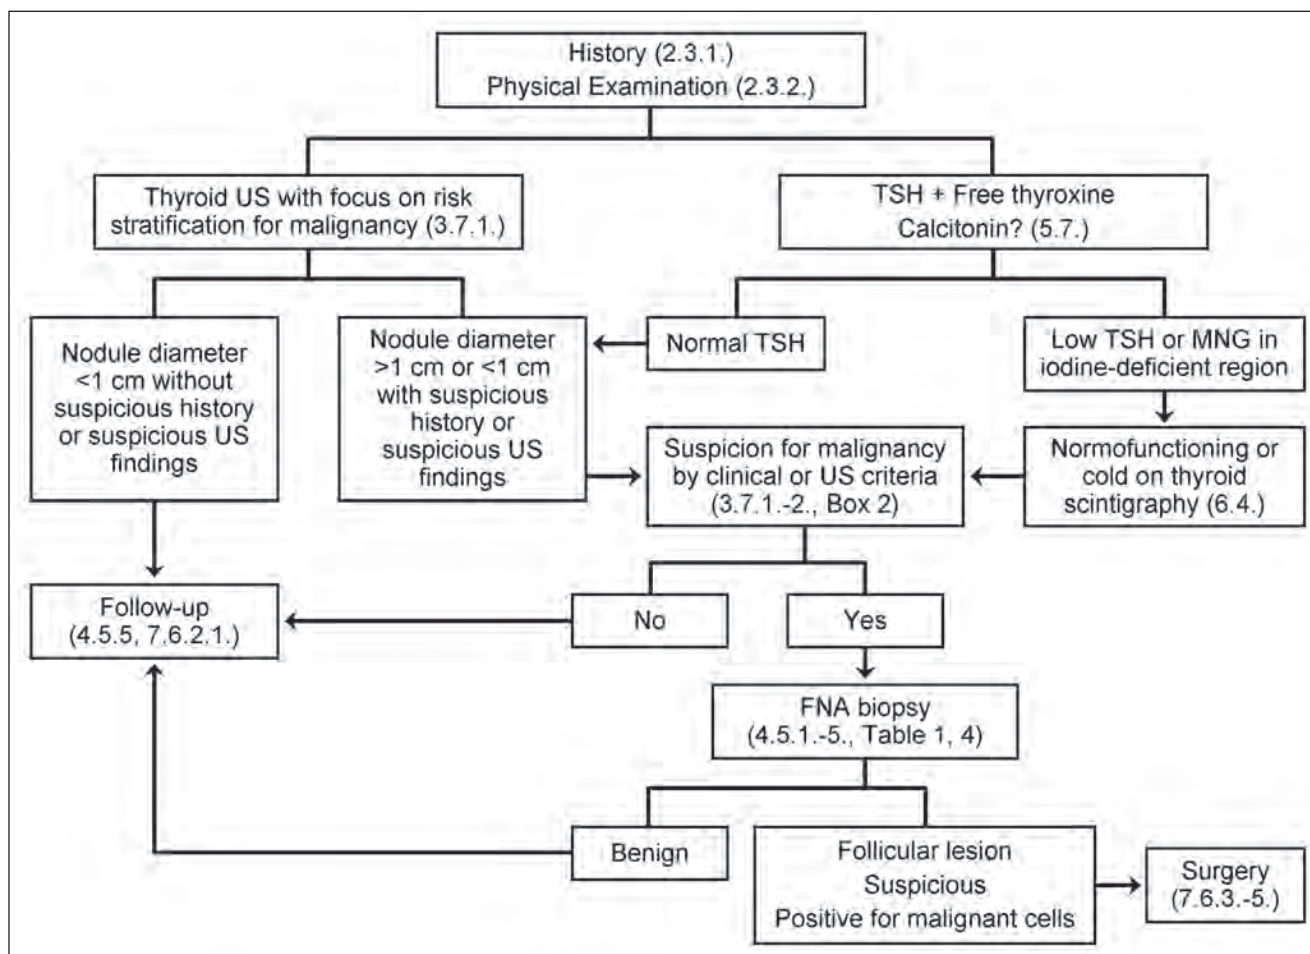 History (2.3.1.)
Physical Examination (2.3.2.)
Thyroid US with focus on risk
stratification for malignancy (3.7.1.)
TSH + Free thyroxine
Calcitonin? (5.7.)
Nodule diameter
<1 cm without
suspicious history
or suspicious US
findings
Nodule diameter
>1 cm or <1 cm
with suspicious
history or
suspicious US
findings
Normal TSH
Low TSH or MNG in
iodine-deficient region
Suspicion for malignancy
by clinical or US criteria
(3.7.1.-2., Box 2)
Normofunctioning or
cold on thyroid
scintigraphy (6.4.)
Follow-up
(4.5.5, 7.6.2.1.)
No
Yes
FNA biopsy
(4.5.1.-5., Table 1, 4)
Benign
Follicular lesion
Suspicious
Positive for malignant cells
Surgery
(7.6.3.-5.)